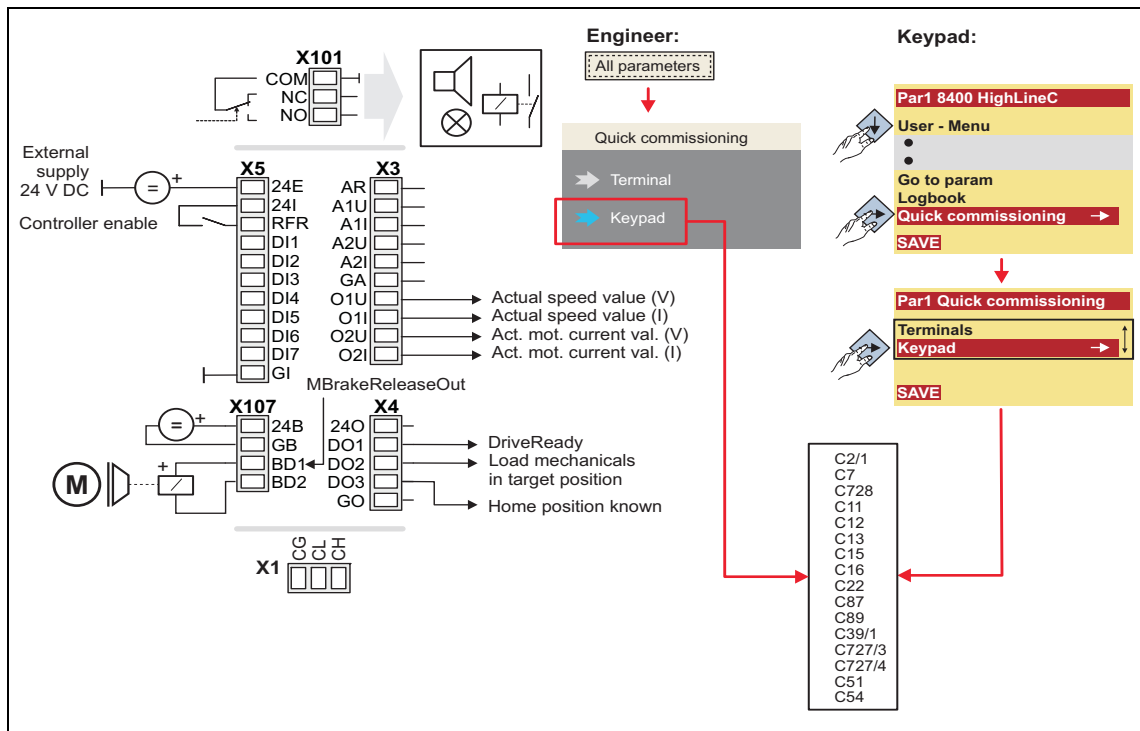 X101
COM
NC
NO
External
supply
24 V DC
=
+
Controller enable
X5
24E
24I
RFR
DI1
DI2
DI3
DI4
DI5
DI6
DI7
GI
X3
AR
A1U
A1I
A2U
A2I
GA
O1U
O1I
O2U
O2I
Actual speed value (V)
Actual speed value (I)
Act. mot. current val. (V)
Act. mot. current val. (I)
MBrakeReleaseOut
X107
=
+
24B
GB
BD1
BD2
M
+
X4
24O
DO1
DO2
DO3
GO
DriveReady
Load mechanicals
in target position
Home position known
X1
CG
CL
CH
Engineer:
All parameters
Quick commissioning
Terminal
Keypad
Keypad:
Par1 8400 HighLineC
User - Menu
Go to param
Logbook
Quick commissioning
SAVE
Par1 Quick commissioning
Terminals
Keypad
SAVE
C2/1
C7
C728
C11
C12
C13
C15
C16
C22
C87
C89
C39/1
C727/3
C727/4
C51
C54